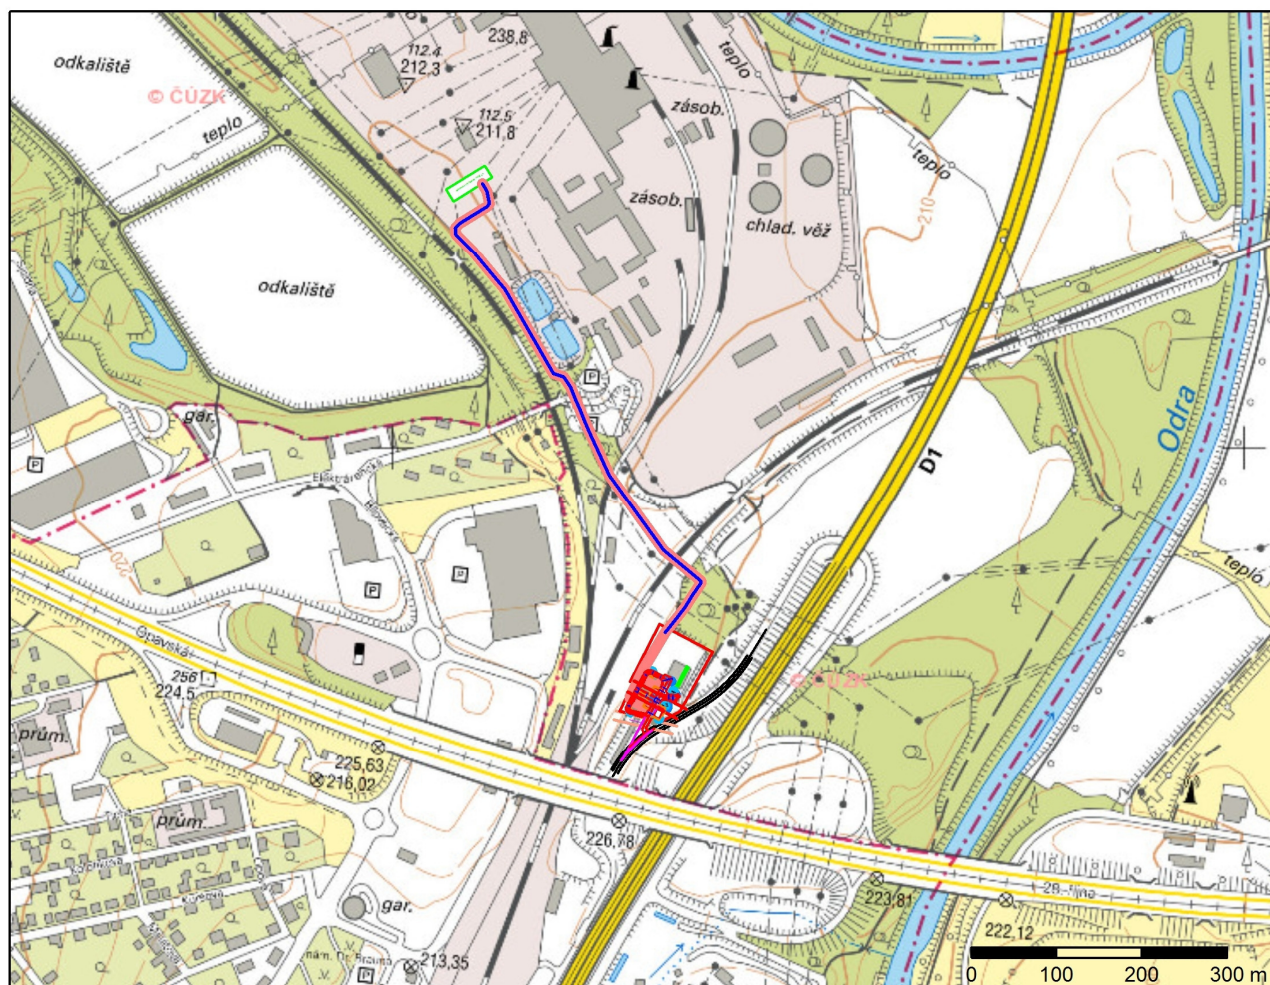 odkaliště
112.4
212,3
238,8
© ČÚZK
teplo
112.5
211,8
teplo
zásob.
teplo
zásob.
chlad. věž
210
odkaliště
gar.
P
P
Elektrárenská
D1
Odra
220
P
P
teplo
Opavská
256
224,5
© ČÚZK
prům.
225,63
216,02
prům.
226,78
28. října
223,81
gar.
222,12
nám. Dr. Brauna
P
213,35
0 100 200 300 m